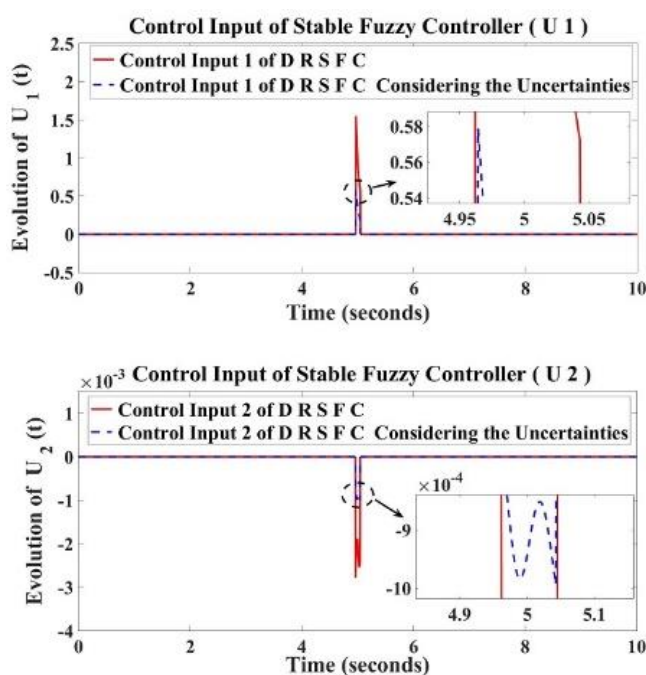 Control Input of Stable Fuzzy Controller ( U 1 )
2.5
2
1.5
1
0.5
0
-0.5
Evolution of U_1(t)
Control Input 1 of D R S F C
Control Input 1 of D R S F C Considering the Uncertainties
0.58
0.56
0.54
4.95 5 5.05
0 2 4 6 8 10
Time (seconds)
×10^-3 Control Input of Stable Fuzzy Controller ( U 2 )
1
0
-1
-2
-3
-4
Evolution of U_2(t)
Control Input 2 of D R S F C
Control Input 2 of D R S F C Considering the Uncertainties
×10^-4
-9
-10
4.9 5 5.1
0 2 4 6 8 10
Time (seconds)